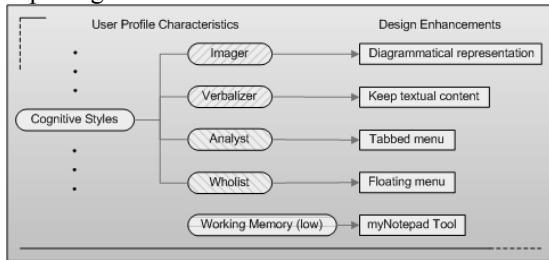 User Profile Characteristics Design Enhancements
Imager Diagrammatical representation
Verbalizer Keep textual content
Cognitive Styles
Analyst Tabbed menu
Wholist Floating menu
Working Memory (low) myNotepad Tool